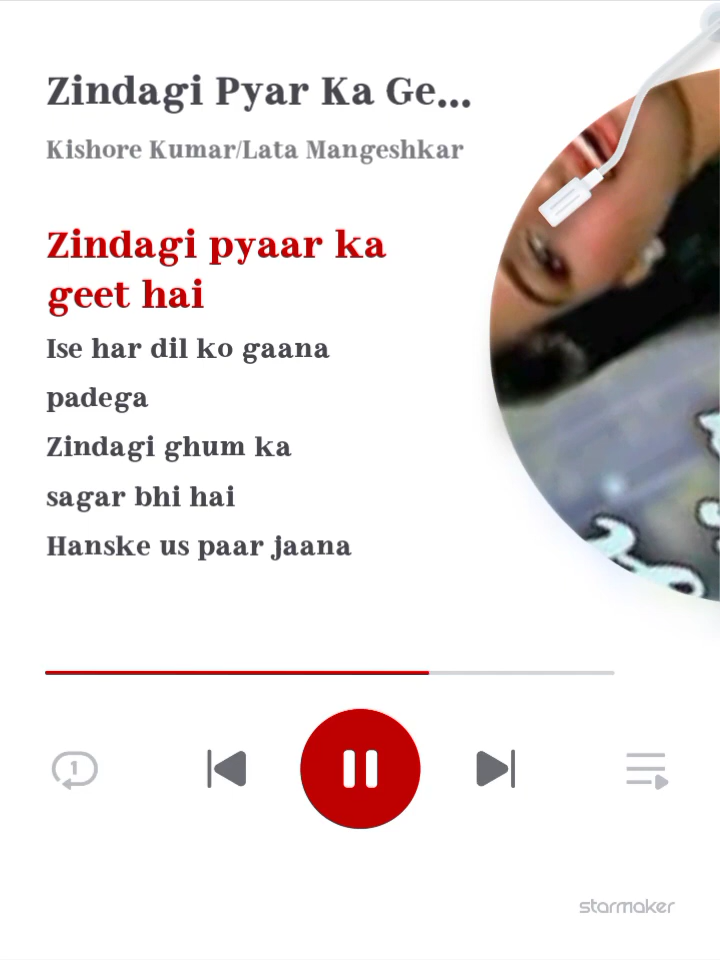 Zindagi Pyar Ka Ge...
Kishore Kumar/Lata Mangeshkar
Zindagi pyaar ka
geet hai
Ise har dil ko gaana
padega
Zindagi ghum ka
sagar bhi hai
Hanske us paar jaana
1
starmaker